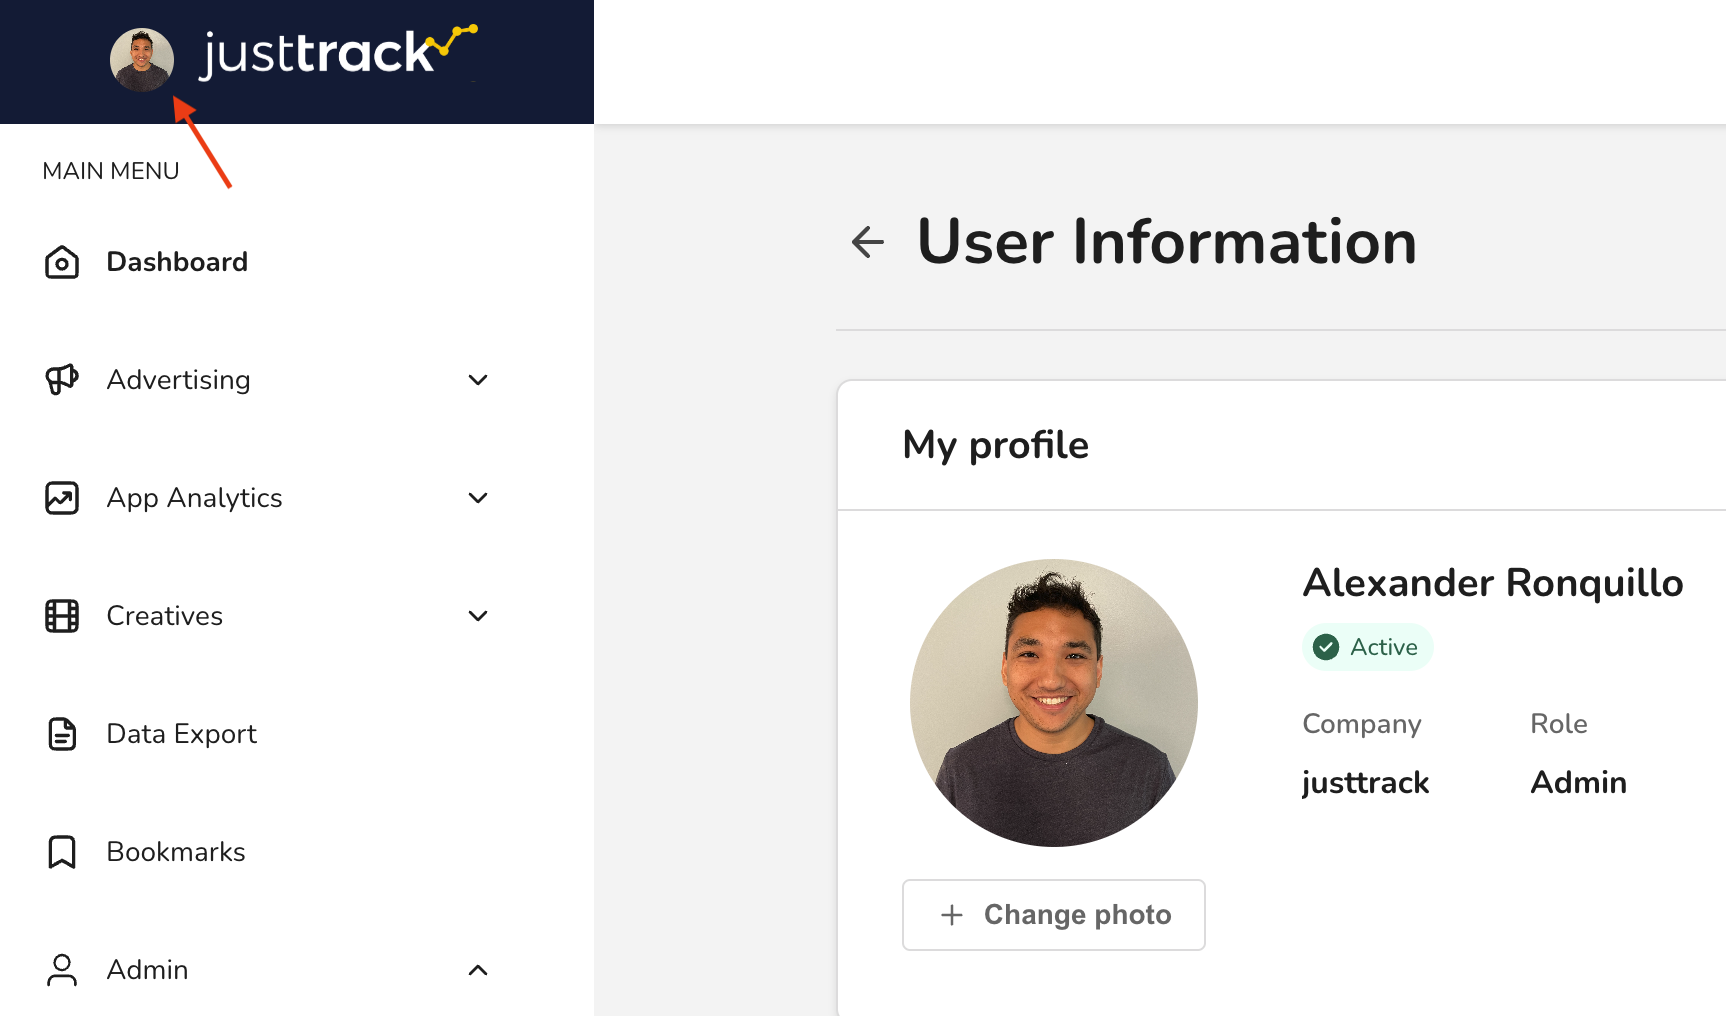 justtrack
MAIN MENU
Dashboard
Advertising
App Analytics
Creatives
Data Export
Bookmarks
Admin
User Information
My profile
Alexander Ronquillo
Active
Company
Role
justtrack
Admin
Change photo